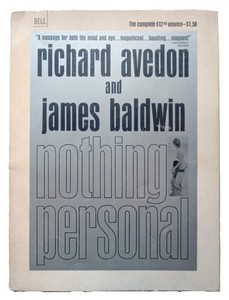 DELL
The complete $12.50 volume–$1.50
"A message for both the mind and eye... magnificent... haunting... eloquent"
richard avedon
and
james baldwin
nothing
personal